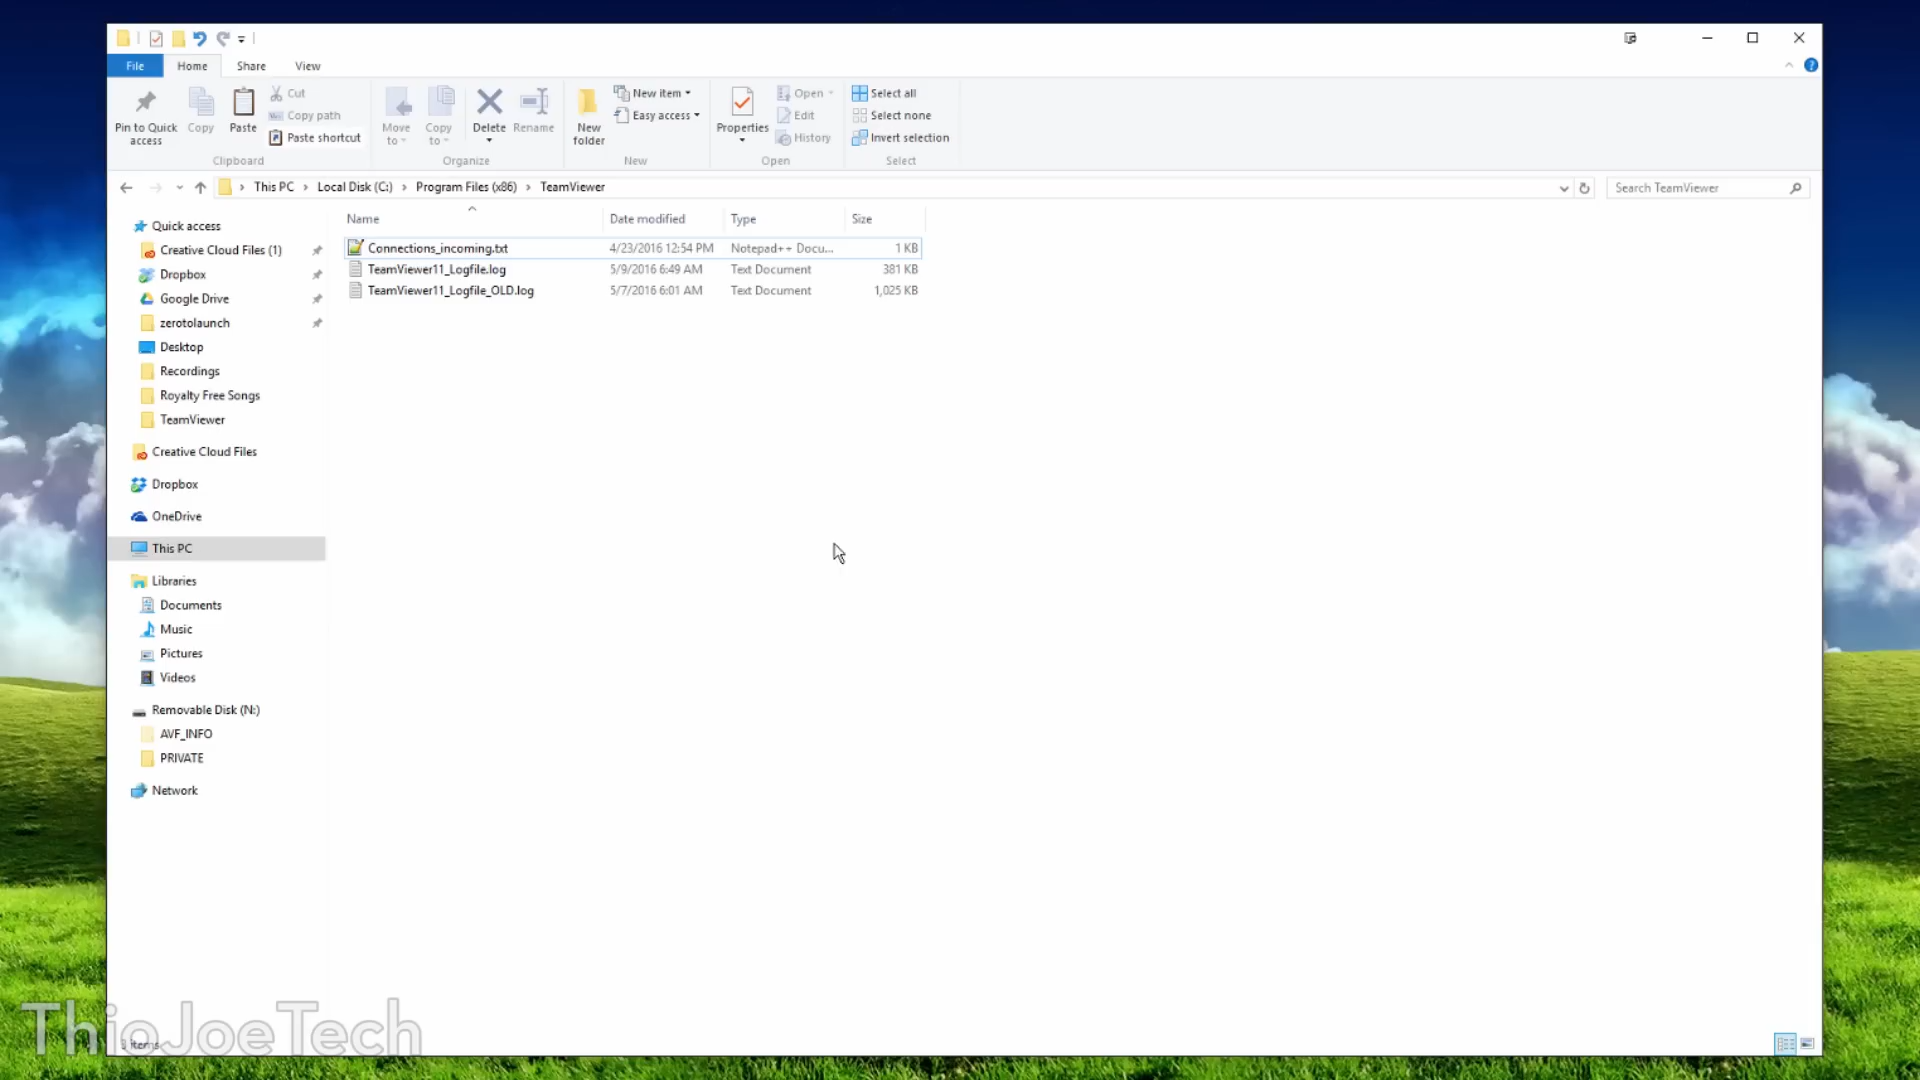 File Home Share View
Pin to Quick access
Copy
Paste
Cut
Copy path
Paste shortcut
Clipboard
Move to
Copy to
Delete
Rename
Organize
New folder
New item
Easy access
New
Properties
Open
Edit
History
Open
Select all
Select none
Invert selection
Select
This PC > Local Disk (C:) > Program Files (x86) > TeamViewer
Search TeamViewer
Name Date modified Type Size
Connections_incoming.txt 4/23/2016 12:54 PM Notepad++ Docu... 1 KB
TeamViewer11_Logfile.log 5/9/2016 6:49 AM Text Document 381 KB
TeamViewer11_Logfile_OLD.log 5/7/2016 6:01 AM Text Document 1,025 KB
Quick access
Creative Cloud Files (1)
Dropbox
Google Drive
zerotolaunch
Desktop
Recordings
Royalty Free Songs
TeamViewer
Creative Cloud Files
Dropbox
OneDrive
This PC
Libraries
Documents
Music
Pictures
Videos
Removable Disk (N:)
AVF_INFO
PRIVATE
Network
ThioJoeTech
items